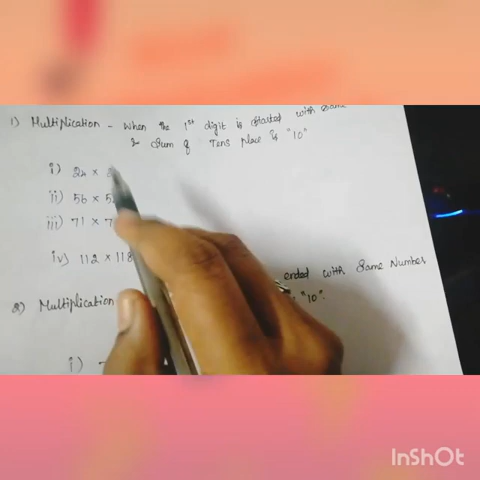 1) Multiplication - When the 1st digit is started with same
& sum of Tens place is "10"
i) 24 ×
ii) 56 × 5
iii) 71 × 7
iv) 112 × 118
ended with Same Number
2) Multiplication "10".
i)
InShOt